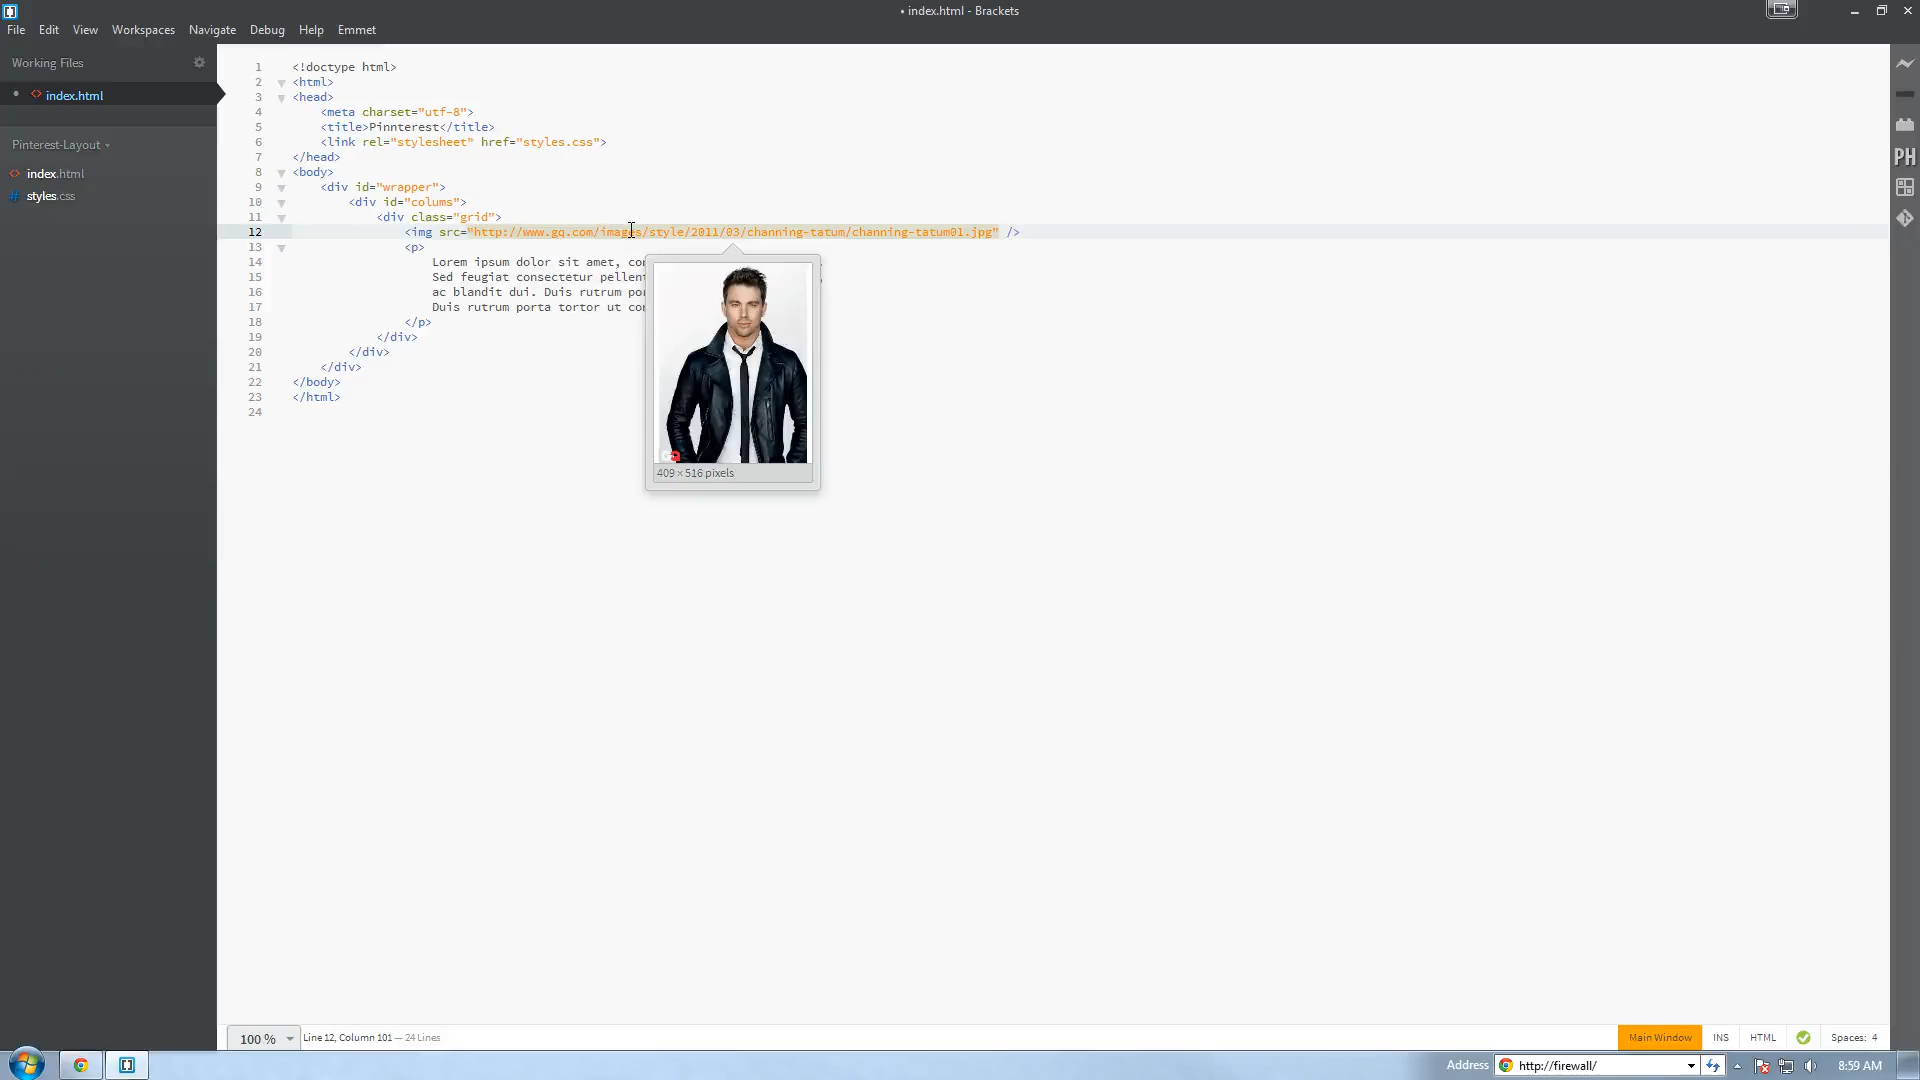 • index.html - Brackets
File Edit View Workspaces Navigate Debug Help Emmet
Working Files
• <> index.html
Pinterest-Layout
<> index.html
# styles.css
1 <!doctype html>
2 <html>
3 <head>
4 <meta charset="utf-8">
5 <title>Pinnterest</title>
6 <link rel="stylesheet" href="styles.css">
7 </head>
8 <body>
9 <div id="wrapper">
10 <div id="colums">
11 <div class="grid">
12 <img src="http://www.gq.com/images/style/2011/03/channing-tatum/channing-tatum01.jpg" />
13 <p>
14 Lorem ipsum dolor sit amet,
15 Sed feugiat consectetur
16 ac blandit dui. Duis rutrum
17 Duis rutrum porta tortor ut
18 </p>
19 </div>
20 </div>
21 </div>
22 </body>
23 </html>
24
GQ
409 × 516 pixels
PH
100 % Line 12, Column 101 — 24 Lines
Main Window INS HTML Spaces: 4
Address http://firewall/ 8:59 AM